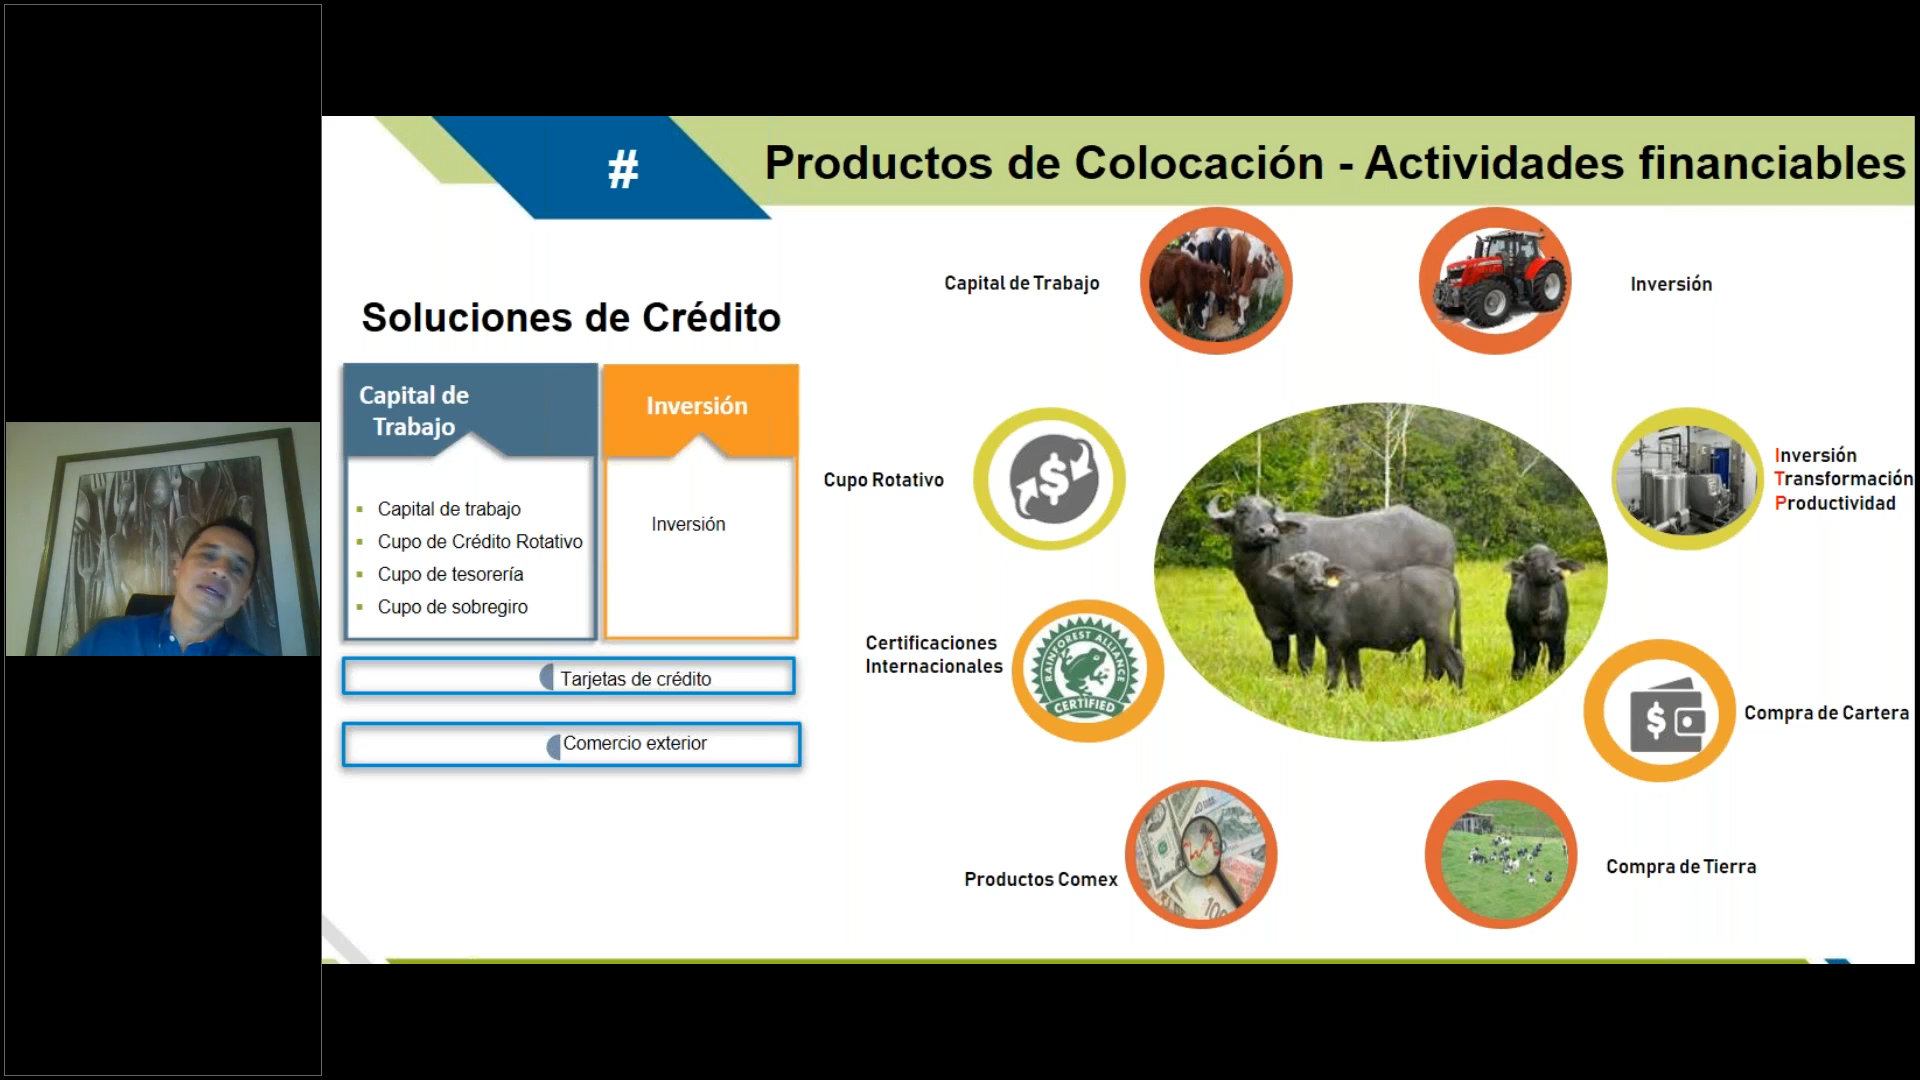 #
Productos de Colocación - Actividades financiables
Soluciones de Crédito
Capital de
Trabajo
▪ Capital de trabajo
▪ Cupo de Crédito Rotativo
▪ Cupo de tesorería
▪ Cupo de sobregiro
Inversión
Inversión
Tarjetas de crédito
Comercio exterior
Capital de Trabajo
Inversión
Cupo Rotativo
$
Inversión
Transformación
Productividad
Certificaciones
Internacionales
RAINFOREST ALLIANCE
CERTIFIED
$
Compra de Cartera
Productos Comex
Compra de Tierra